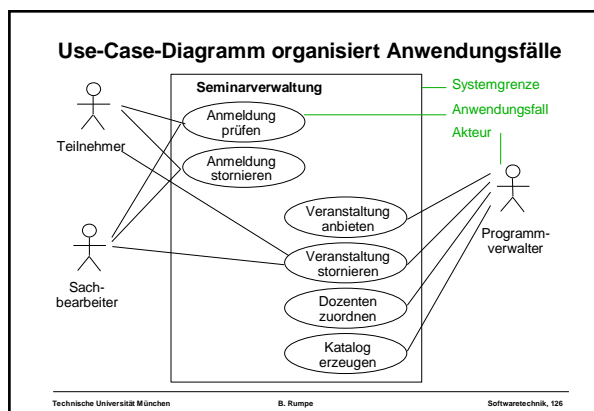 Use-Case-Diagramm organisiert Anwendungsfälle
Seminarverwaltung
Systemgrenze
Anwendungsfall
Akteur
Anmeldung
prüfen
Teilnehmer
Anmeldung
stornieren
Veranstaltung
anbieten
Programm-
verwalter
Veranstaltung
stornieren
Sach-
bearbeiter
Dozenten
zuordnen
Katalog
erzeugen
Technische Universität München B. Rumpe Softwaretechnik, 126